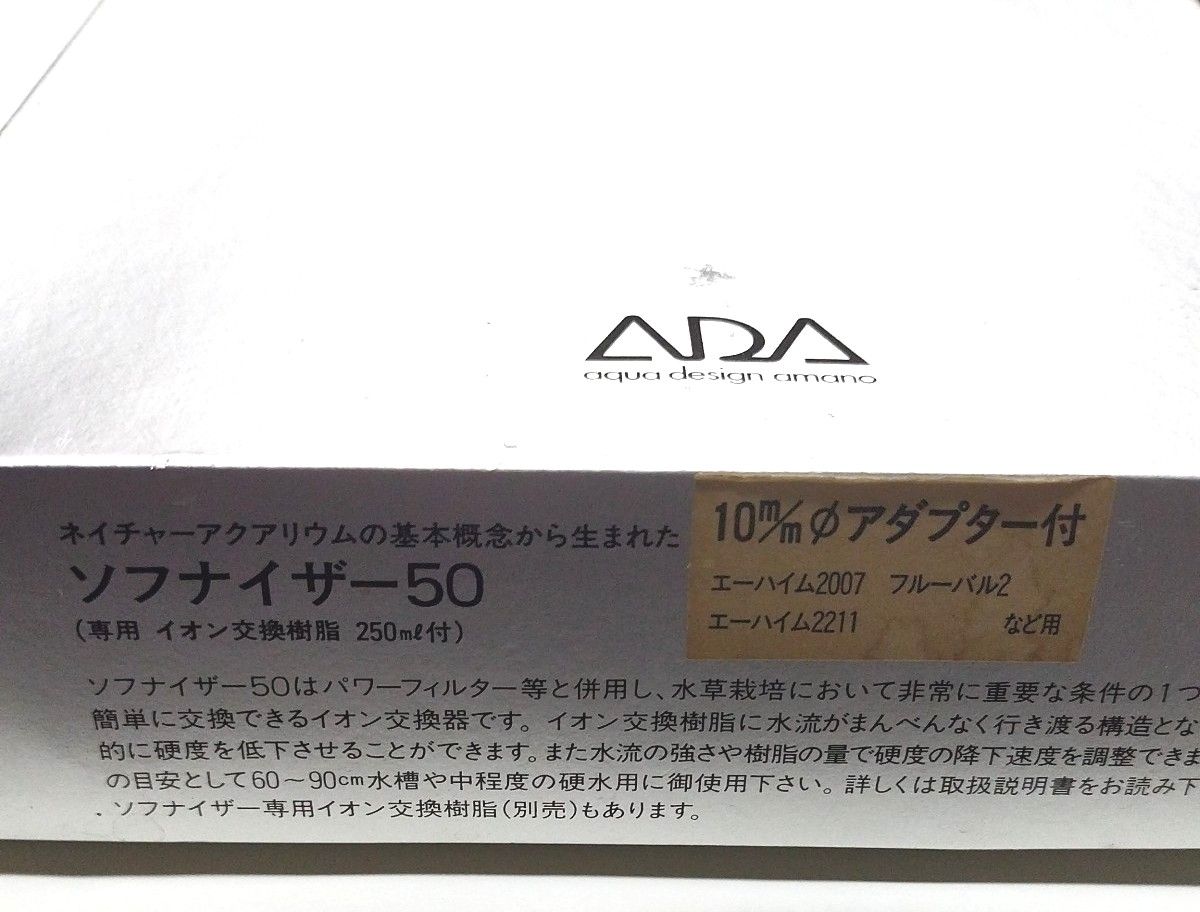 ADA
aqua design amano
ネイチャーアクアリウムの基本概念から生まれた
ソフナイザー50
(専用 イオン交換樹脂 250mℓ付)
10m/mφアダプター付
エーハイム2007 フルーバル2
エーハイム2211 など用
ソフナイザー50はパワーフィルター等と併用し、水草栽培において非常に重要な条件の1つ
簡単に交換できるイオン交換器です。イオン交換樹脂に水流がまんべんなく行き渡る構造とな
的に硬度を低下させることができます。また水流の強さや樹脂の量で硬度の降下速度を調整できま
の目安として60〜90cm水槽や中程度の硬水用に御使用下さい。詳しくは取扱説明書をお読み下
、ソフナイザー専用イオン交換樹脂(別売)もあります。